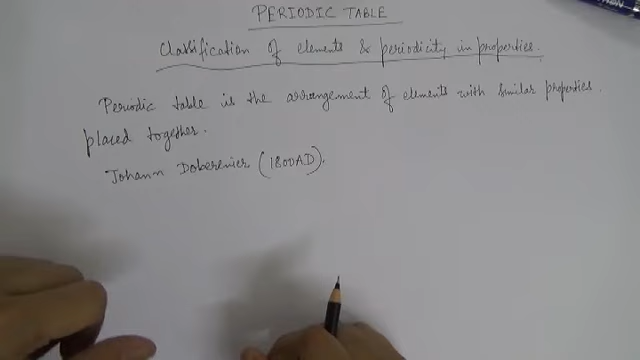 PERIODIC TABLE
Classification of elements & periodicity in properties.
Periodic table is the arrangement of elements with similar properties.
placed together.
Johann Doberenier (1800AD).